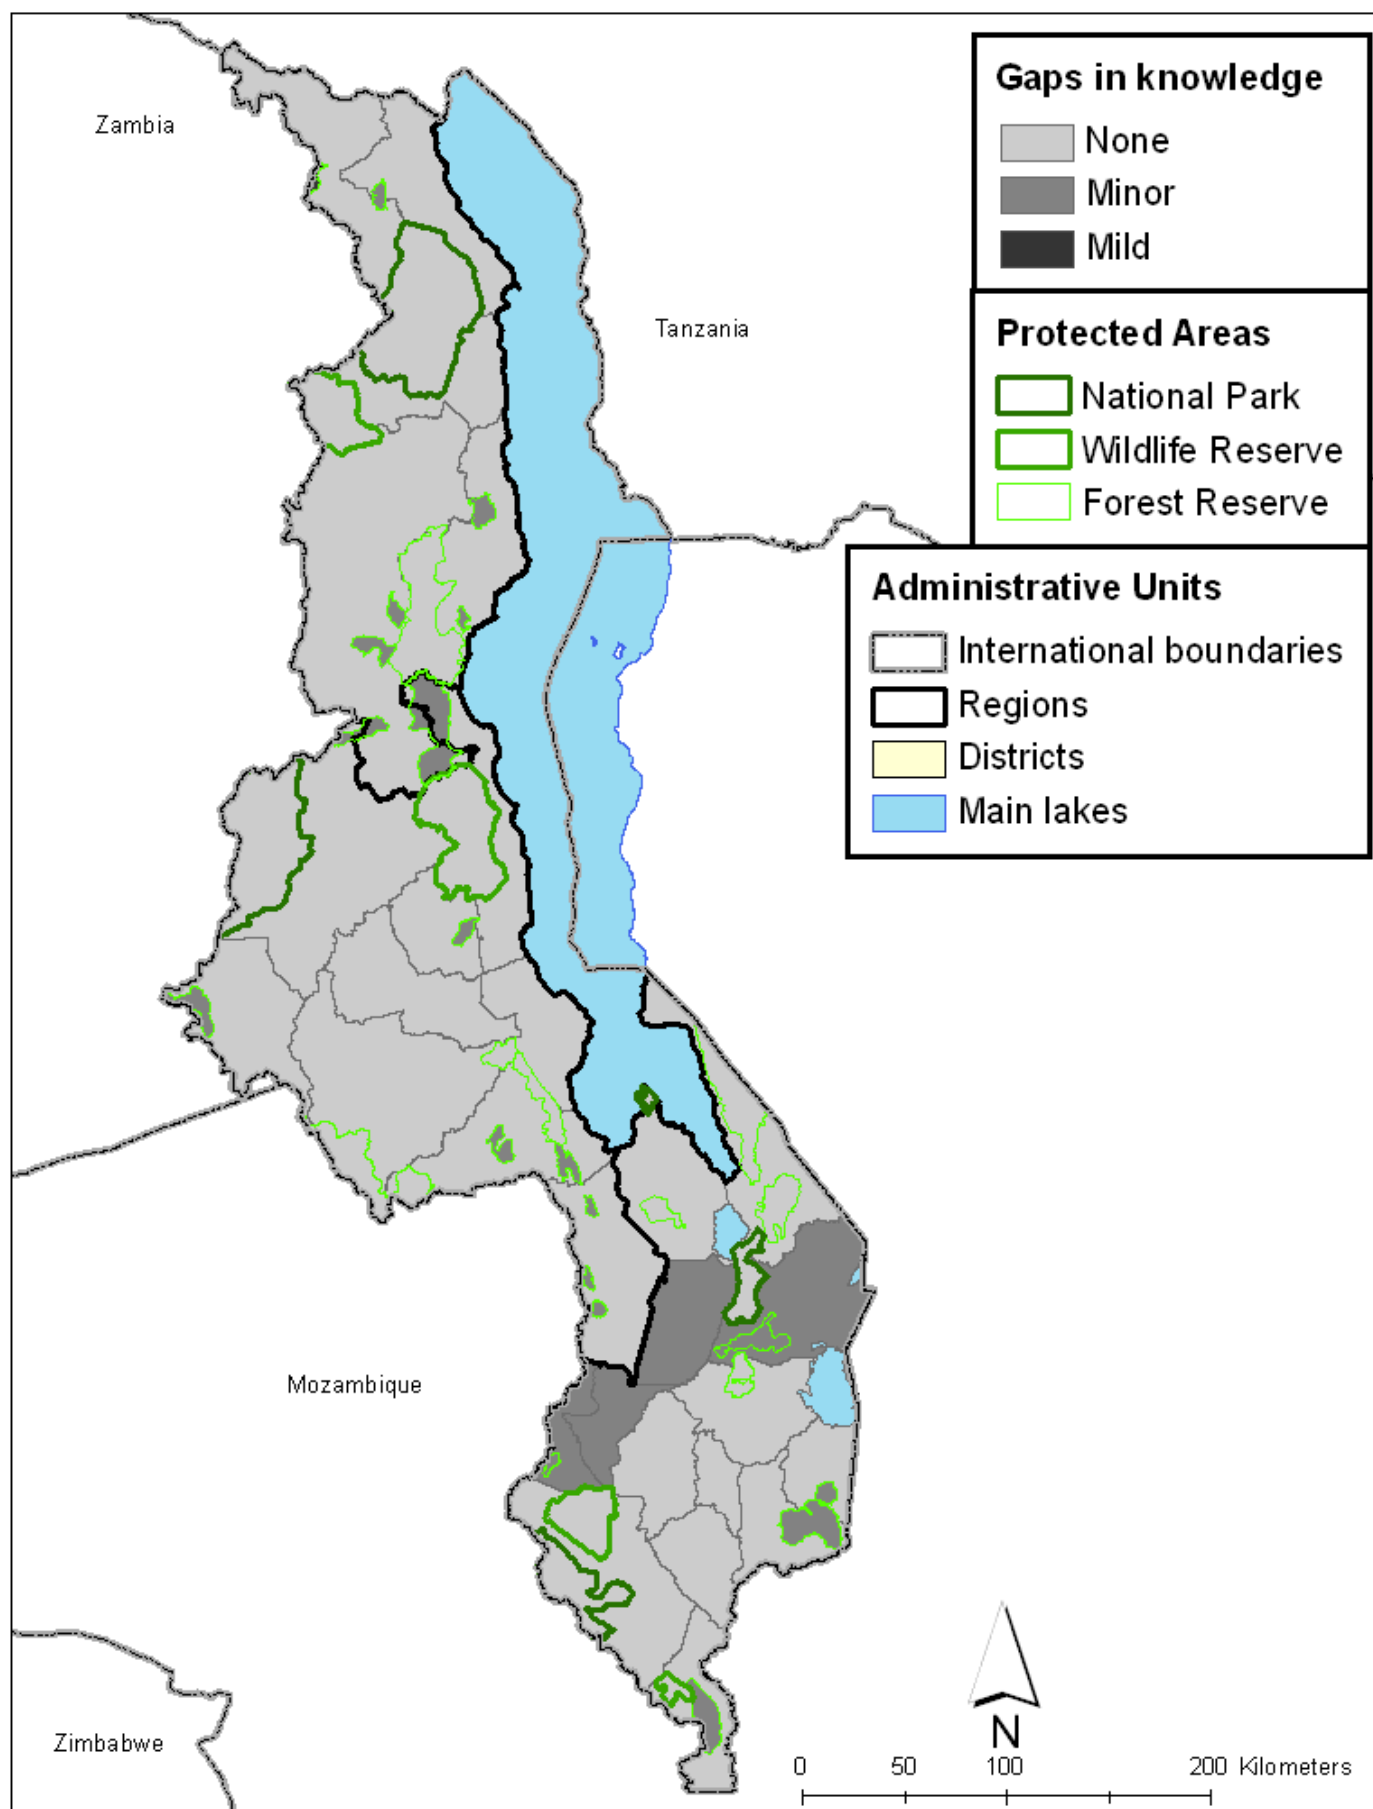 Gaps in knowledge
None
Minor
Mild
Protected Areas
National Park
Wildlife Reserve
Forest Reserve
Administrative Units
International boundaries
Regions
Districts
Main lakes
Zambia
Tanzania
Mozambique
Zimbabwe
N
0 50 100 200 Kilometers